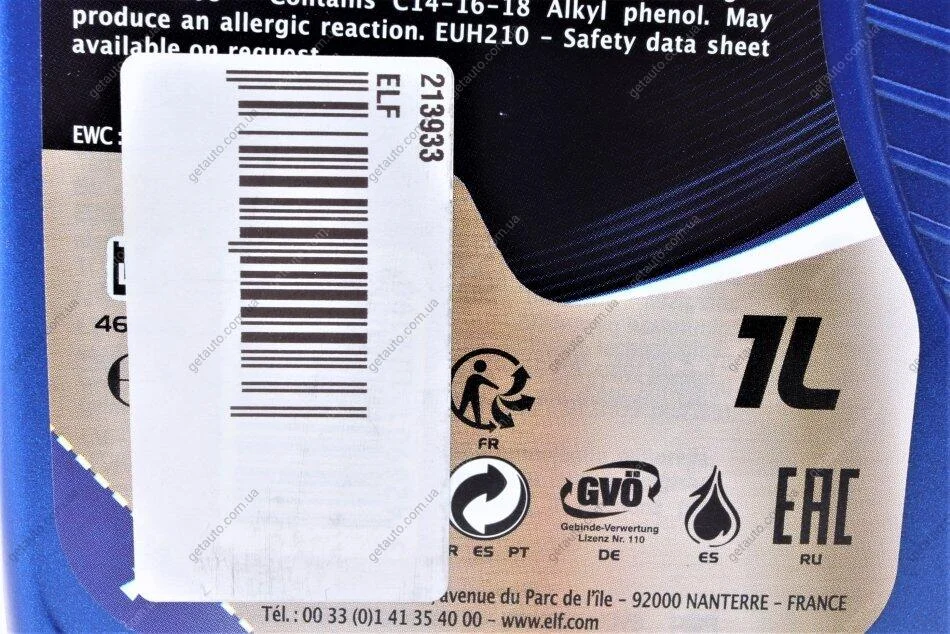 Contains C14-16-18 Alkyl phenol. May
produce an allergic reaction. EUH210 – Safety data sheet
available on request
EWC :
213933
ELF
46
1L
FR
GVÖ
Gebinde-Verwertung
Lizenz Nr. 110
DE
ES
EAC
RU
R ES PT
, avenue du Parc de l'île – 92000 NANTERRE – FRANCE
Tél. : 00 33 (0)1 41 35 40 00 – www.elf.com
getauto.com.ua